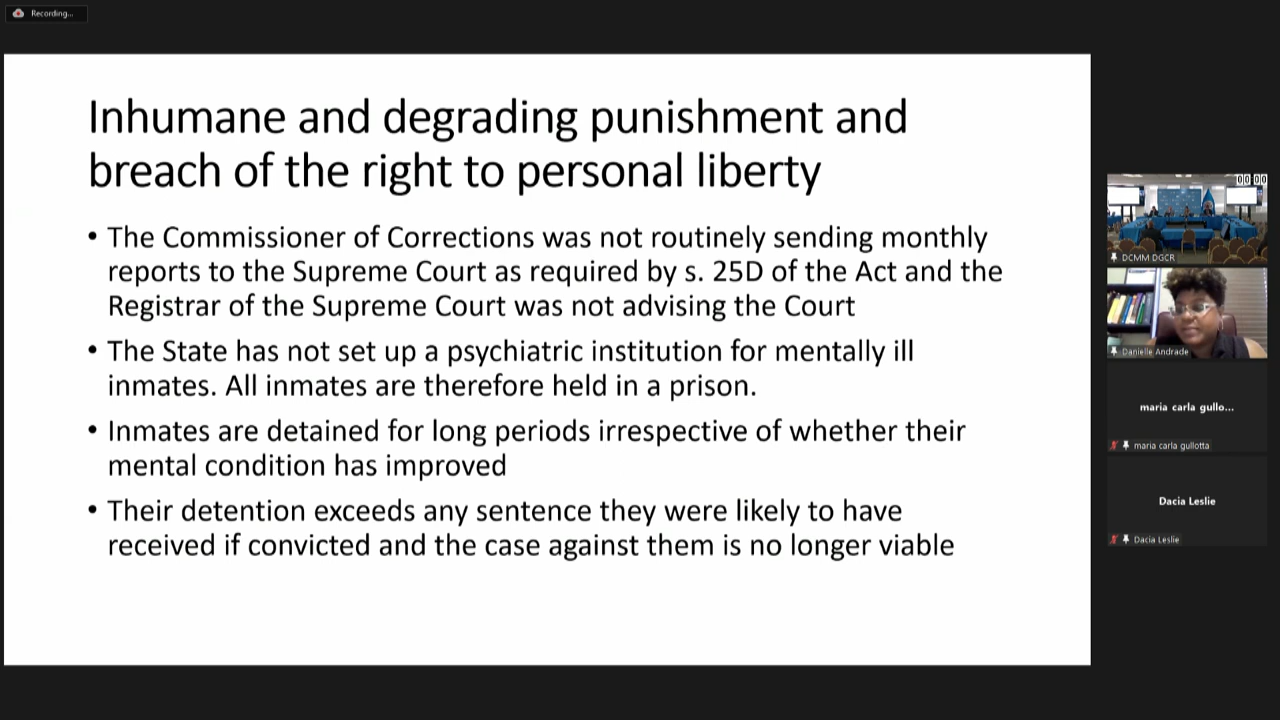 Recording...
Inhumane and degrading punishment and
breach of the right to personal liberty
• The Commissioner of Corrections was not routinely sending monthly
reports to the Supreme Court as required by s. 25D of the Act and the
Registrar of the Supreme Court was not advising the Court
• The State has not set up a psychiatric institution for mentally ill
inmates. All inmates are therefore held in a prison.
• Inmates are detained for long periods irrespective of whether their
mental condition has improved
• Their detention exceeds any sentence they were likely to have
received if convicted and the case against them is no longer viable
00:00
DCMM DGCR
Danielle Andrade
maria carla gullo...
maria carla gullotta
Dacia Leslie
Dacia Leslie